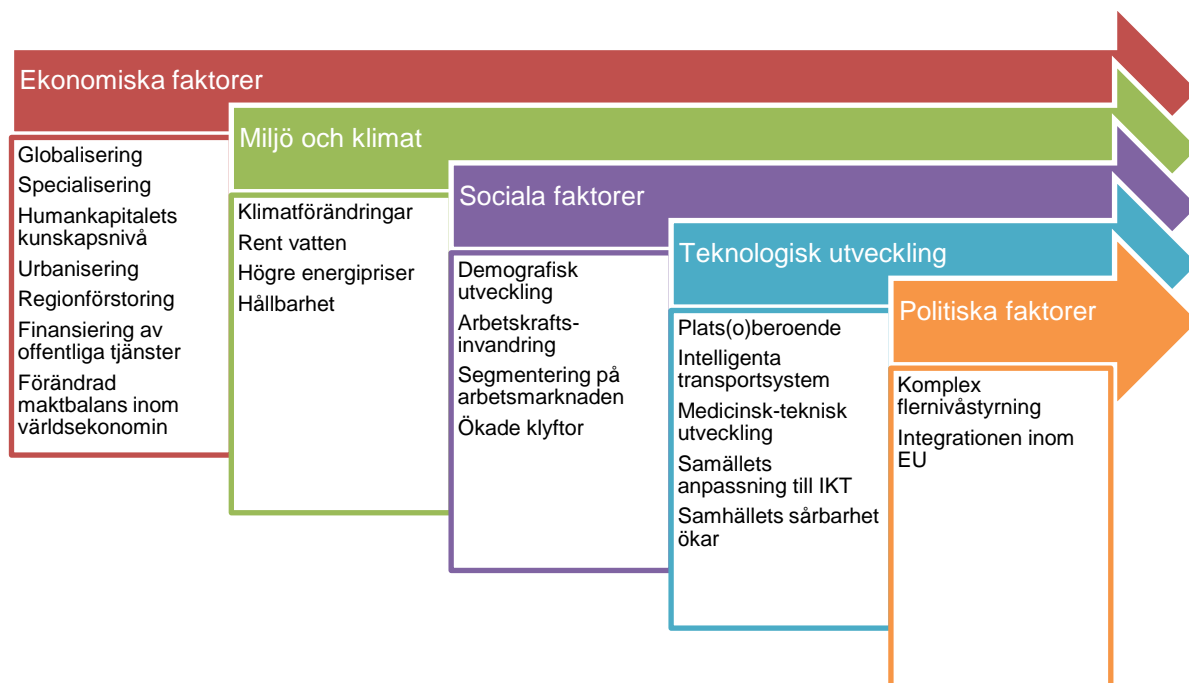 Ekonomiska faktorer
Globalisering
Specialisering
Humankapitalets
kunskapsnivå
Urbanisering
Regionförstoring
Finansiering av
offentliga tjänster
Förändrad
maktbalans inom
världsekonomin
Miljö och klimat
Klimatförändringar
Rent vatten
Högre energipriser
Hållbarhet
Sociala faktorer
Demografisk
utveckling
Arbetskrafts-
invandring
Segmentering på
arbetsmarknaden
Ökade klyftor
Teknologisk utveckling
Plats(o)beroende
Intelligenta
transportsystem
Medicinsk-teknisk
utveckling
Samällets
anpassning till IKT
Samhällets sårbarhet
ökar
Politiska faktorer
Komplex
flernivåstyrning
Integrationen inom
EU